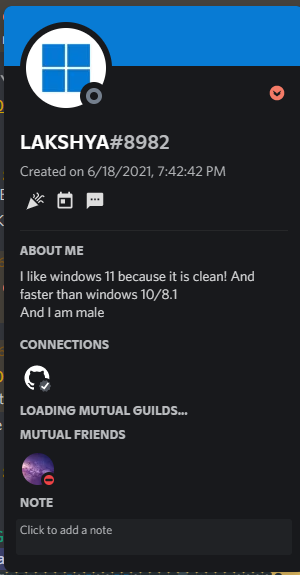 LAKSHYA#8982
Created on 6/18/2021, 7:42:42 PM
ABOUT ME
I like windows 11 because it is clean! And
faster than windows 10/8.1
And I am male
CONNECTIONS
LOADING MUTUAL GUILDS...
MUTUAL FRIENDS
NOTE
Click to add a note